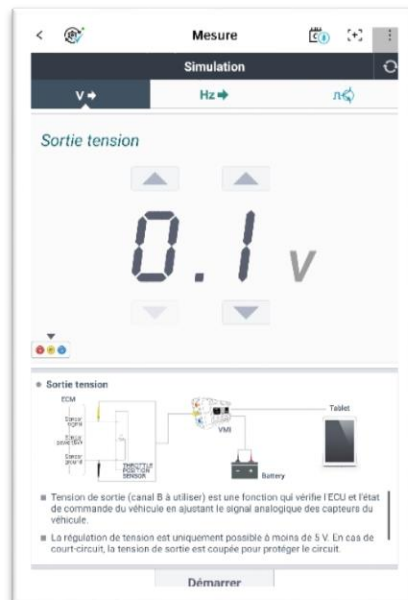 Mesure
Simulation
V
Hz
Sortie tension
0.1 V
Sortie tension
ECM
Tablet
VMI
THROTTLE
POSITION
SENSOR
Battery
Tension de sortie (canal B à utiliser) est une fonction qui vérifie l'ECU et l'état
de commande du véhicule en ajustant le signal analogique des capteurs du
véhicule.
La régulation de tension est uniquement possible à moins de 5 V. En cas de
court-circuit, la tension de sortie est coupée pour protéger le circuit.
Démarrer